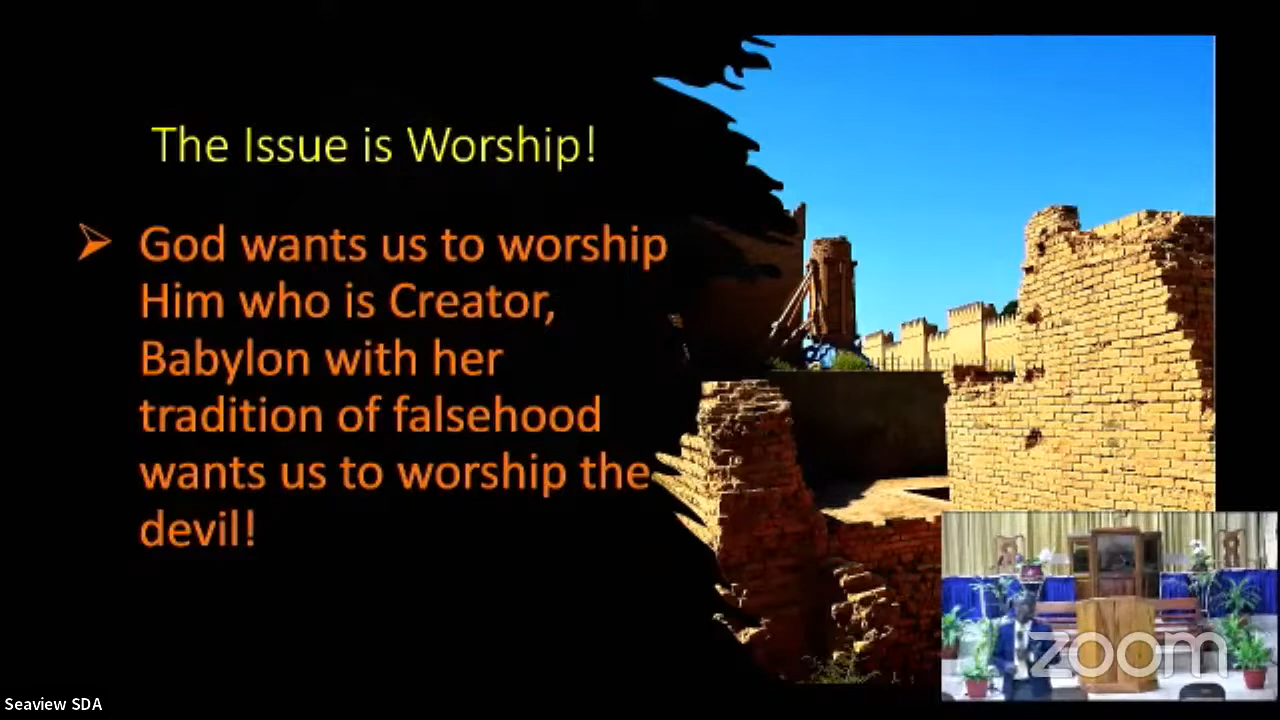 The Issue is Worship!
➢ God wants us to worship
Him who is Creator,
Babylon with her
tradition of falsehood
wants us to worship the
devil!
zoom
Seaview SDA